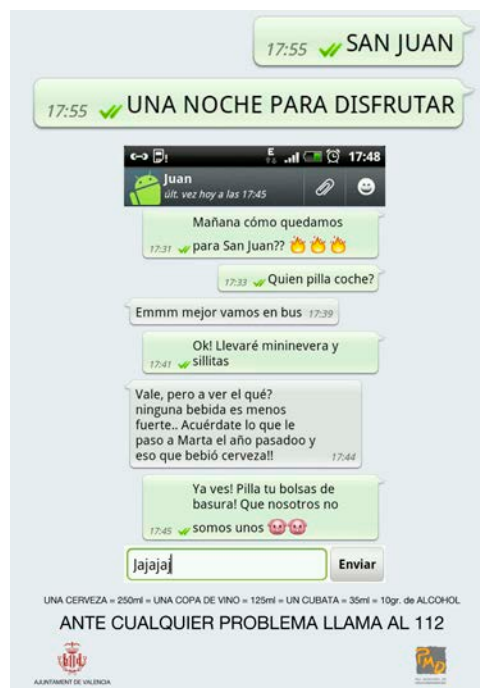 17:55 SAN JUAN
17:55 UNA NOCHE PARA DISFRUTAR
17:48
Juan
últ. vez hoy a las 17:45
Mañana cómo quedamos
17:31 para San Juan??
17:33 Quien pilla coche?
Emmm mejor vamos en bus 17:39
Ok! Llevaré mininevera y
17:41 sillitas
Vale, pero a ver el qué?
ninguna bebida es menos
fuerte.. Acuérdate lo que le
paso a Marta el año pasadoo y
eso que bebió cerveza!! 17:44
Ya ves! Pilla tu bolsas de
basura! Que nosotros no
17:45 somos unos
Jajajaj Enviar
UNA CERVEZA = 250ml = UNA COPA DE VINO = 125ml = UN CUBATA = 35ml = 10gr. de ALCOHOL
ANTE CUALQUIER PROBLEMA LLAMA AL 112
AJUNTAMENT DE VALENCIA
PMD